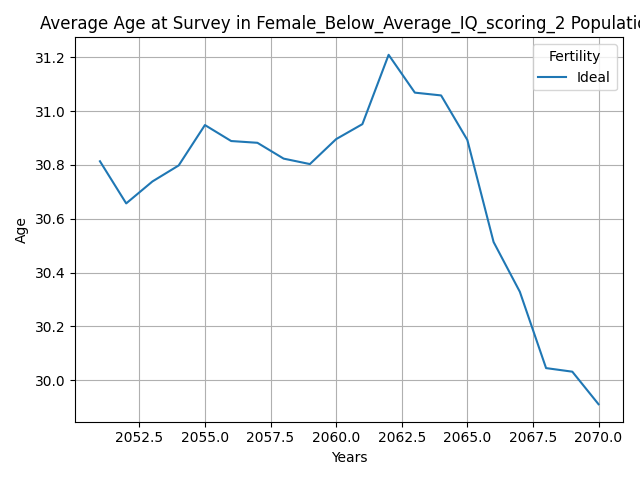 Average Age at Survey in Female_Below_Average_IQ_scoring_2 Populatio
31.2
31.0
30.8
30.6
30.4
30.2
30.0
Age
Fertility
Ideal
2052.5 2055.0 2057.5 2060.0 2062.5 2065.0 2067.5 2070.0
Years